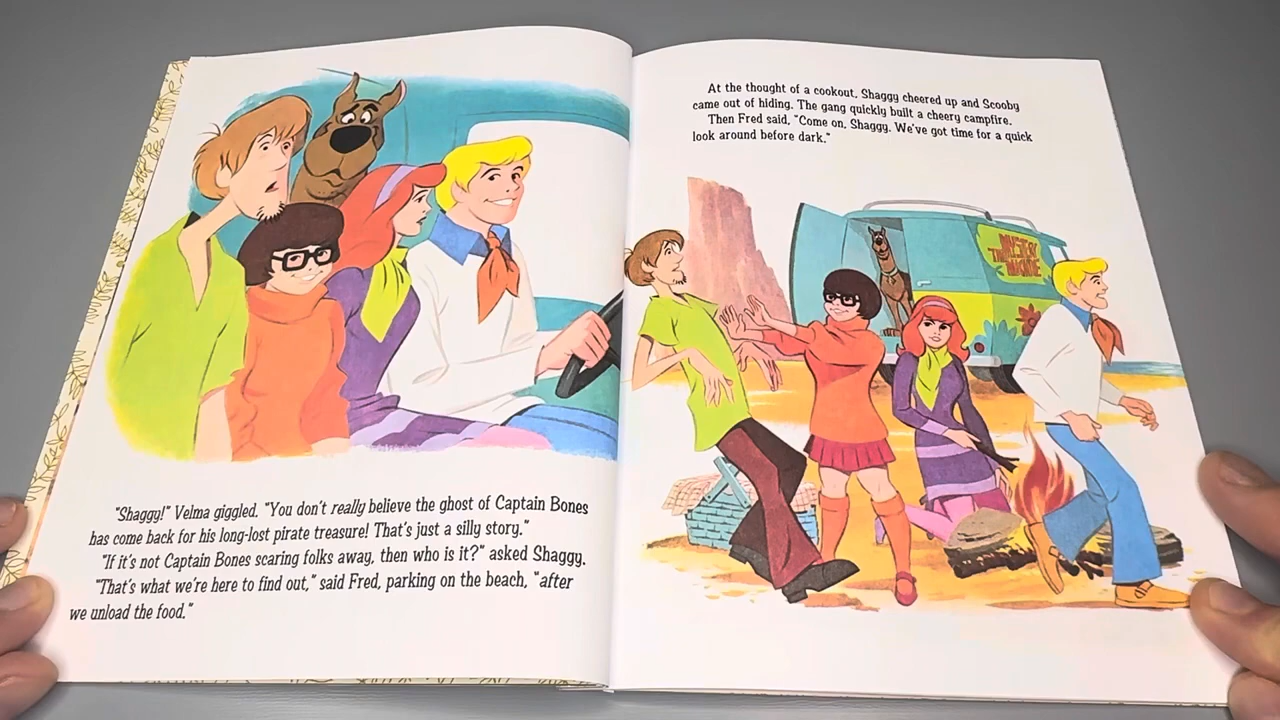 "Shaggy!" Velma giggled. "You don't really believe the ghost of Captain Bones
has come back for his long-lost pirate treasure! That's just a silly story."
"If it's not Captain Bones scaring folks away, then who is it?" asked Shaggy.
"That's what we're here to find out," said Fred, parking on the beach, "after
we unload the food."
At the thought of a cookout, Shaggy cheered up and Scooby
came out of hiding. The gang quickly built a cheery campfire.
Then Fred said, "Come on, Shaggy. We've got time for a quick
look around before dark."
THE
MYSTERY
MACHINE